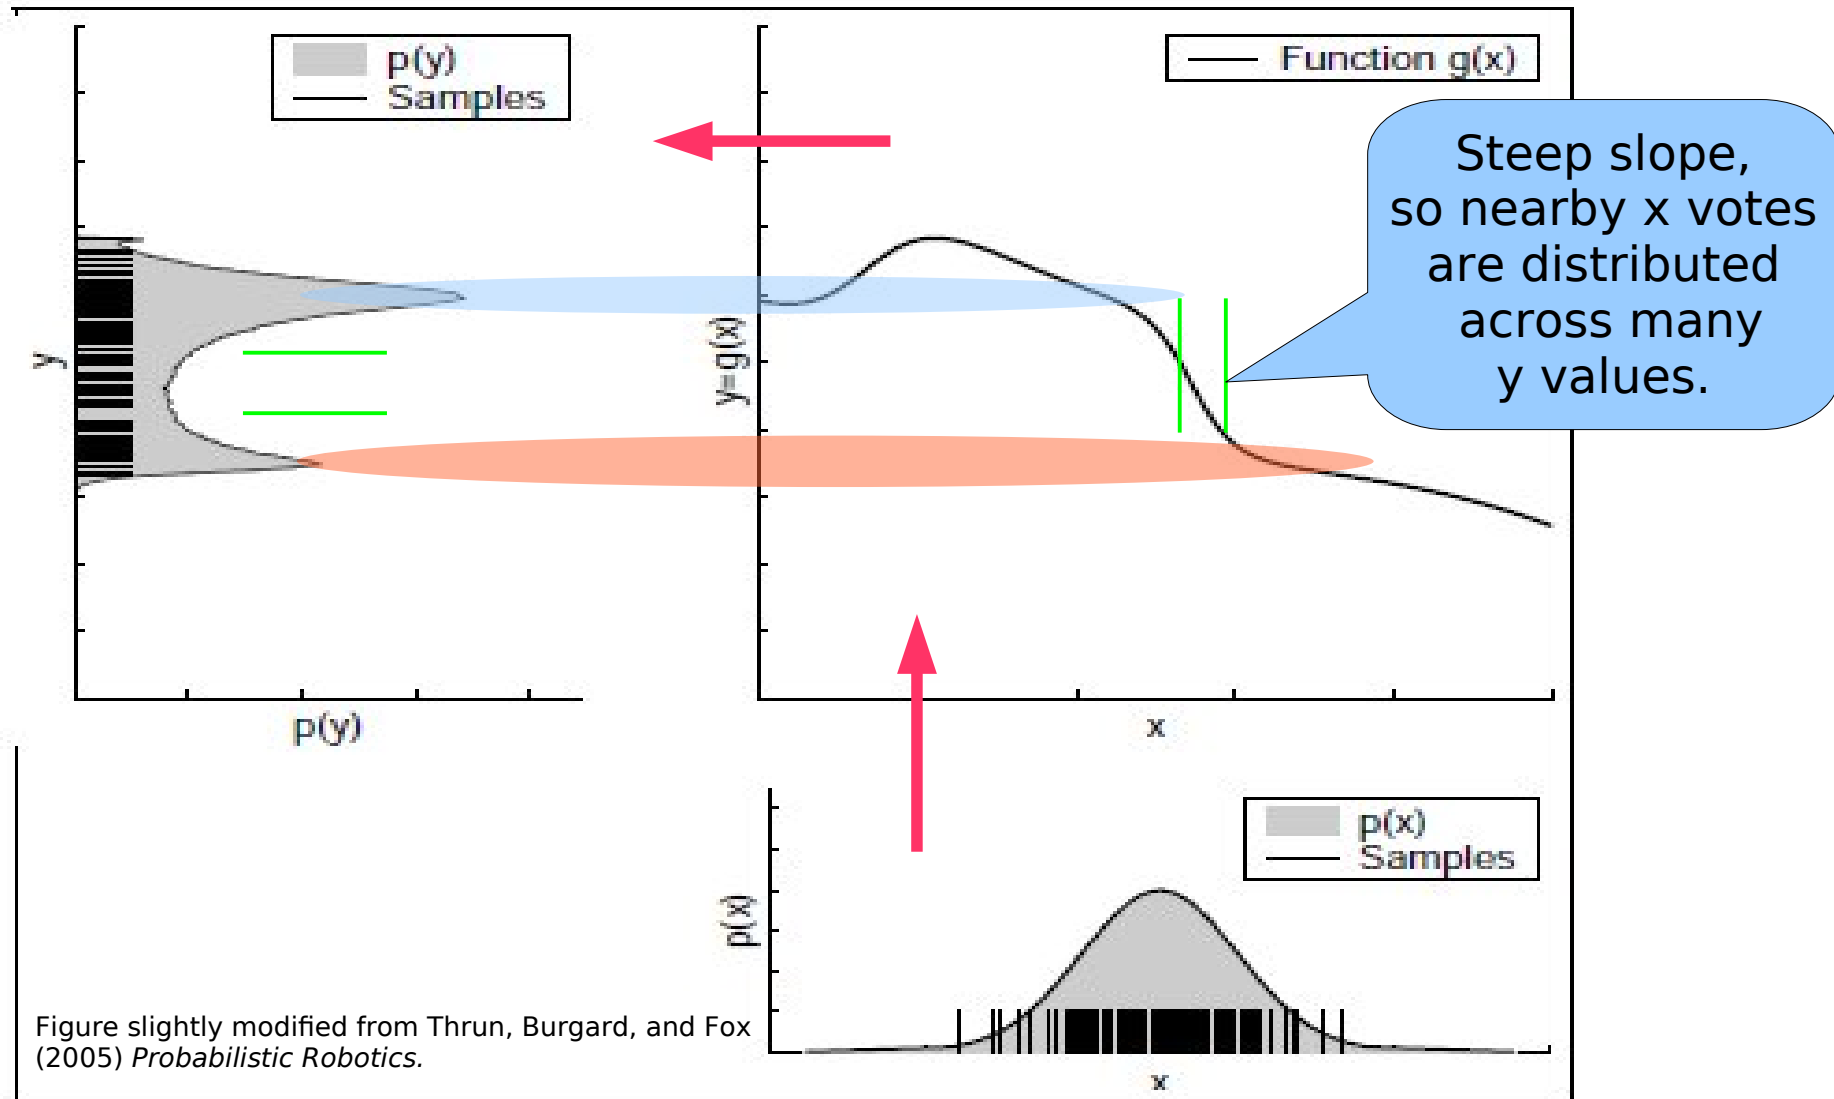 p(y)
Samples
Function g(x)
Steep slope,
so nearby x votes
are distributed
across many
y values.
y
y=g(x)
p(y)
x
p(x)
Samples
p(x)
x
Figure slightly modified from Thrun, Burgard, and Fox
(2005) Probabilistic Robotics.